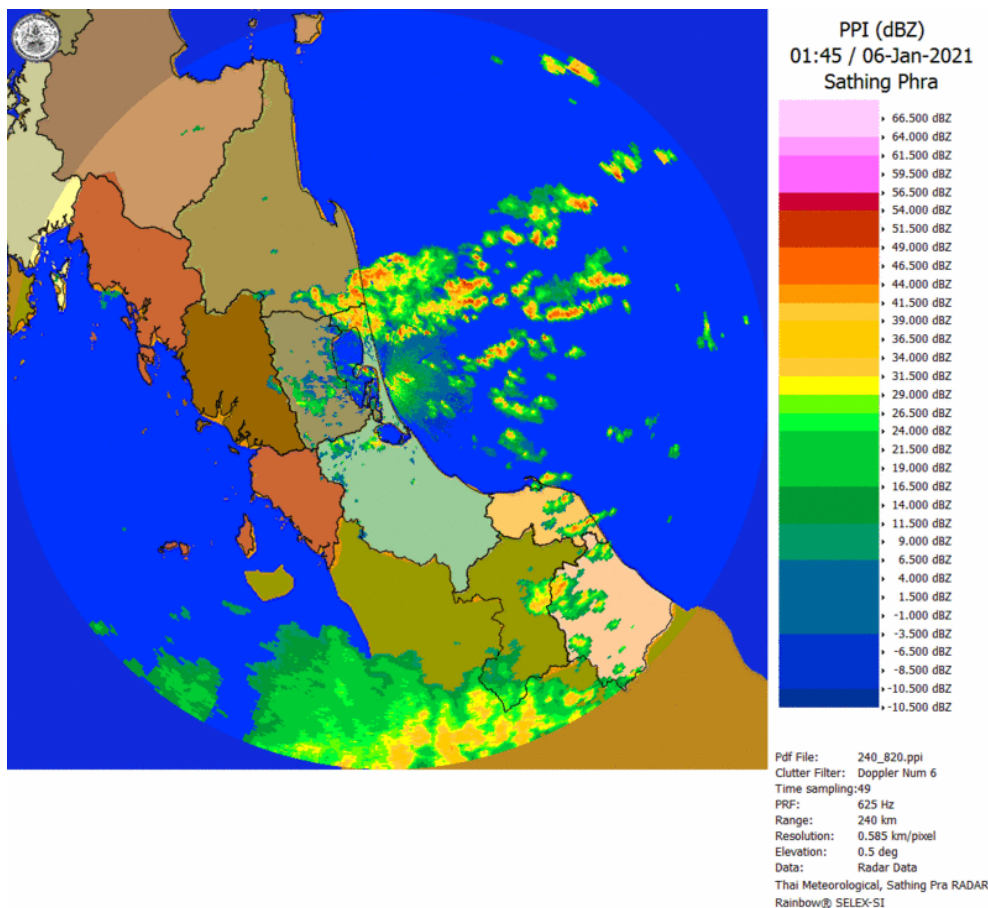 PPI (dBZ)
01:45 / 06-Jan-2021
Sathing Phra
66.500 dBZ
64.000 dBZ
61.500 dBZ
59.500 dBZ
56.500 dBZ
54.000 dBZ
51.500 dBZ
49.000 dBZ
46.500 dBZ
44.000 dBZ
41.500 dBZ
39.000 dBZ
36.500 dBZ
34.000 dBZ
31.500 dBZ
29.000 dBZ
26.500 dBZ
24.000 dBZ
21.500 dBZ
19.000 dBZ
16.500 dBZ
14.000 dBZ
11.500 dBZ
9.000 dBZ
6.500 dBZ
4.000 dBZ
1.500 dBZ
-1.000 dBZ
-3.500 dBZ
-6.500 dBZ
-8.500 dBZ
-10.500 dBZ
-10.500 dBZ
Pdf File: 240_820.ppi
Clutter Filter: Doppler Num 6
Time sampling:49
PRF: 625 Hz
Range: 240 km
Resolution: 0.585 km/pixel
Elevation: 0.5 deg
Data: Radar Data
Thai Meteorological, Sathing Pra RADAR
Rainbow® SELEX-SI